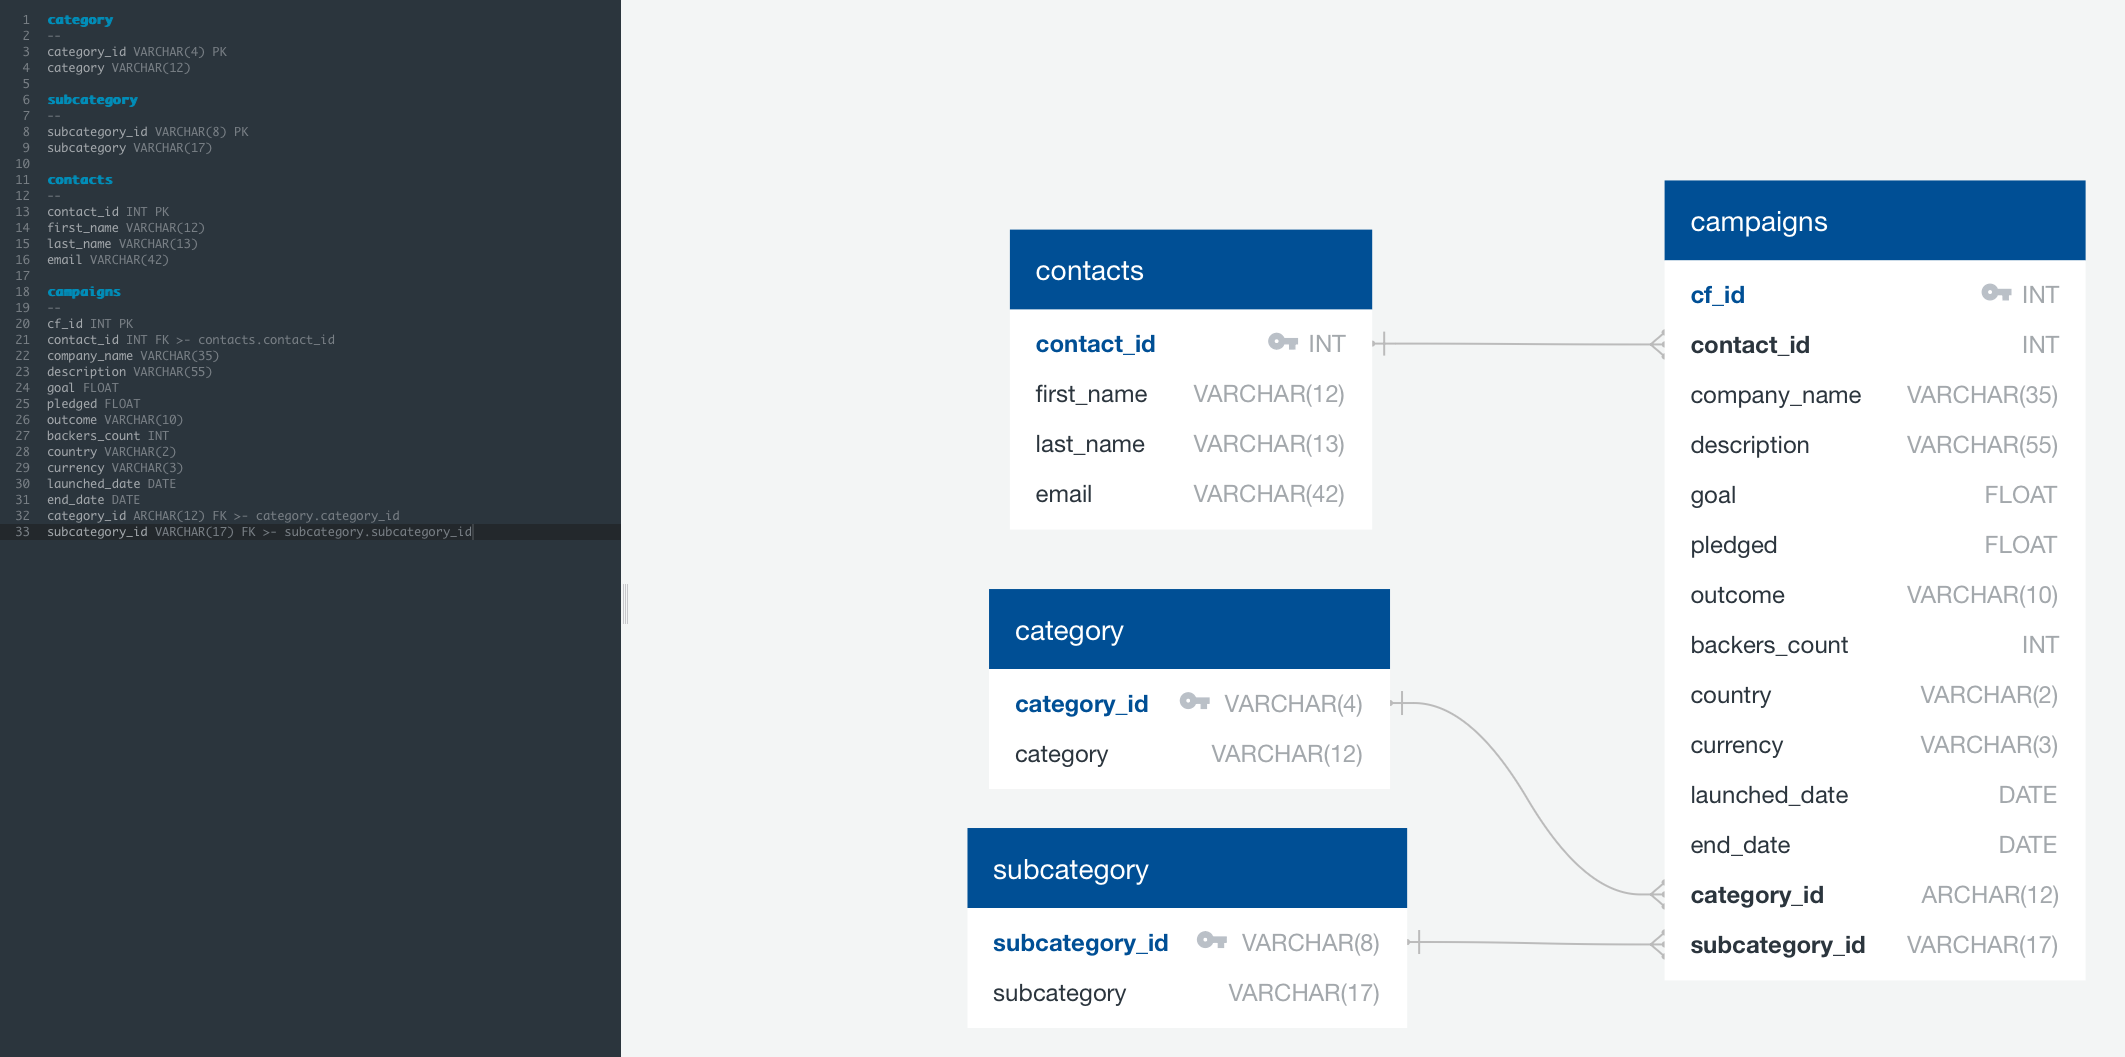 1 category
2 --
3 category_id VARCHAR(4) PK
4 category VARCHAR(12)
5
6 subcategory
7 --
8 subcategory_id VARCHAR(8) PK
9 subcategory VARCHAR(17)
10
11 contacts
12 --
13 contact_id INT PK
14 first_name VARCHAR(12)
15 last_name VARCHAR(13)
16 email VARCHAR(42)
17
18 campaigns
19 --
20 cf_id INT PK
21 contact_id INT FK >- contacts.contact_id
22 company_name VARCHAR(35)
23 description VARCHAR(55)
24 goal FLOAT
25 pledged FLOAT
26 outcome VARCHAR(10)
27 backers_count INT
28 country VARCHAR(2)
29 currency VARCHAR(3)
30 launched_date DATE
31 end_date DATE
32 category_id ARCHAR(12) FK >- category.category_id
33 subcategory_id VARCHAR(17) FK >- subcategory.subcategory_id
contacts
contact_id INT
first_name VARCHAR(12)
last_name VARCHAR(13)
email VARCHAR(42)
category
category_id VARCHAR(4)
category VARCHAR(12)
subcategory
subcategory_id VARCHAR(8)
subcategory VARCHAR(17)
campaigns
cf_id INT
contact_id INT
company_name VARCHAR(35)
description VARCHAR(55)
goal FLOAT
pledged FLOAT
outcome VARCHAR(10)
backers_count INT
country VARCHAR(2)
currency VARCHAR(3)
launched_date DATE
end_date DATE
category_id ARCHAR(12)
subcategory_id VARCHAR(17)